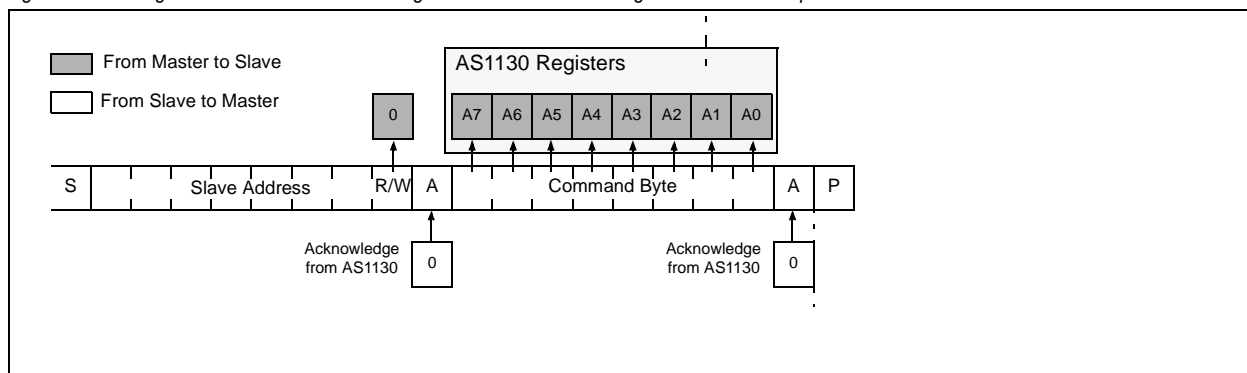 From Master to Slave
From Slave to Master
AS1130 Registers
0 A7 A6 A5 A4 A3 A2 A1 A0
S Slave Address R/W A Command Byte A P
Acknowledge
from AS1130
0
Acknowledge
from AS1130
0